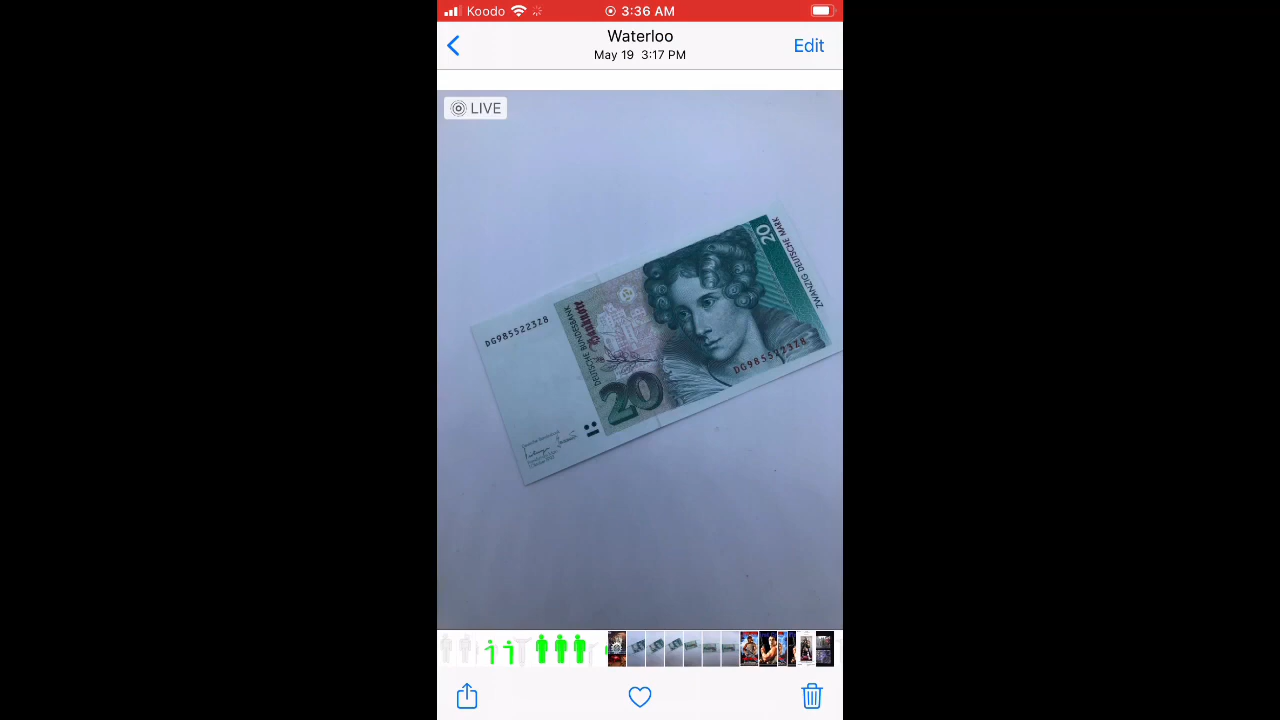 Koodo 3:36 AM
Waterloo
May 19 3:17 PM
Edit
LIVE
20
ZWANZIG DEUTSCHE MARK
DG9855223Z8
DEUTSCHE BUNDESBANK
Banknote
20
DG9855223Z8